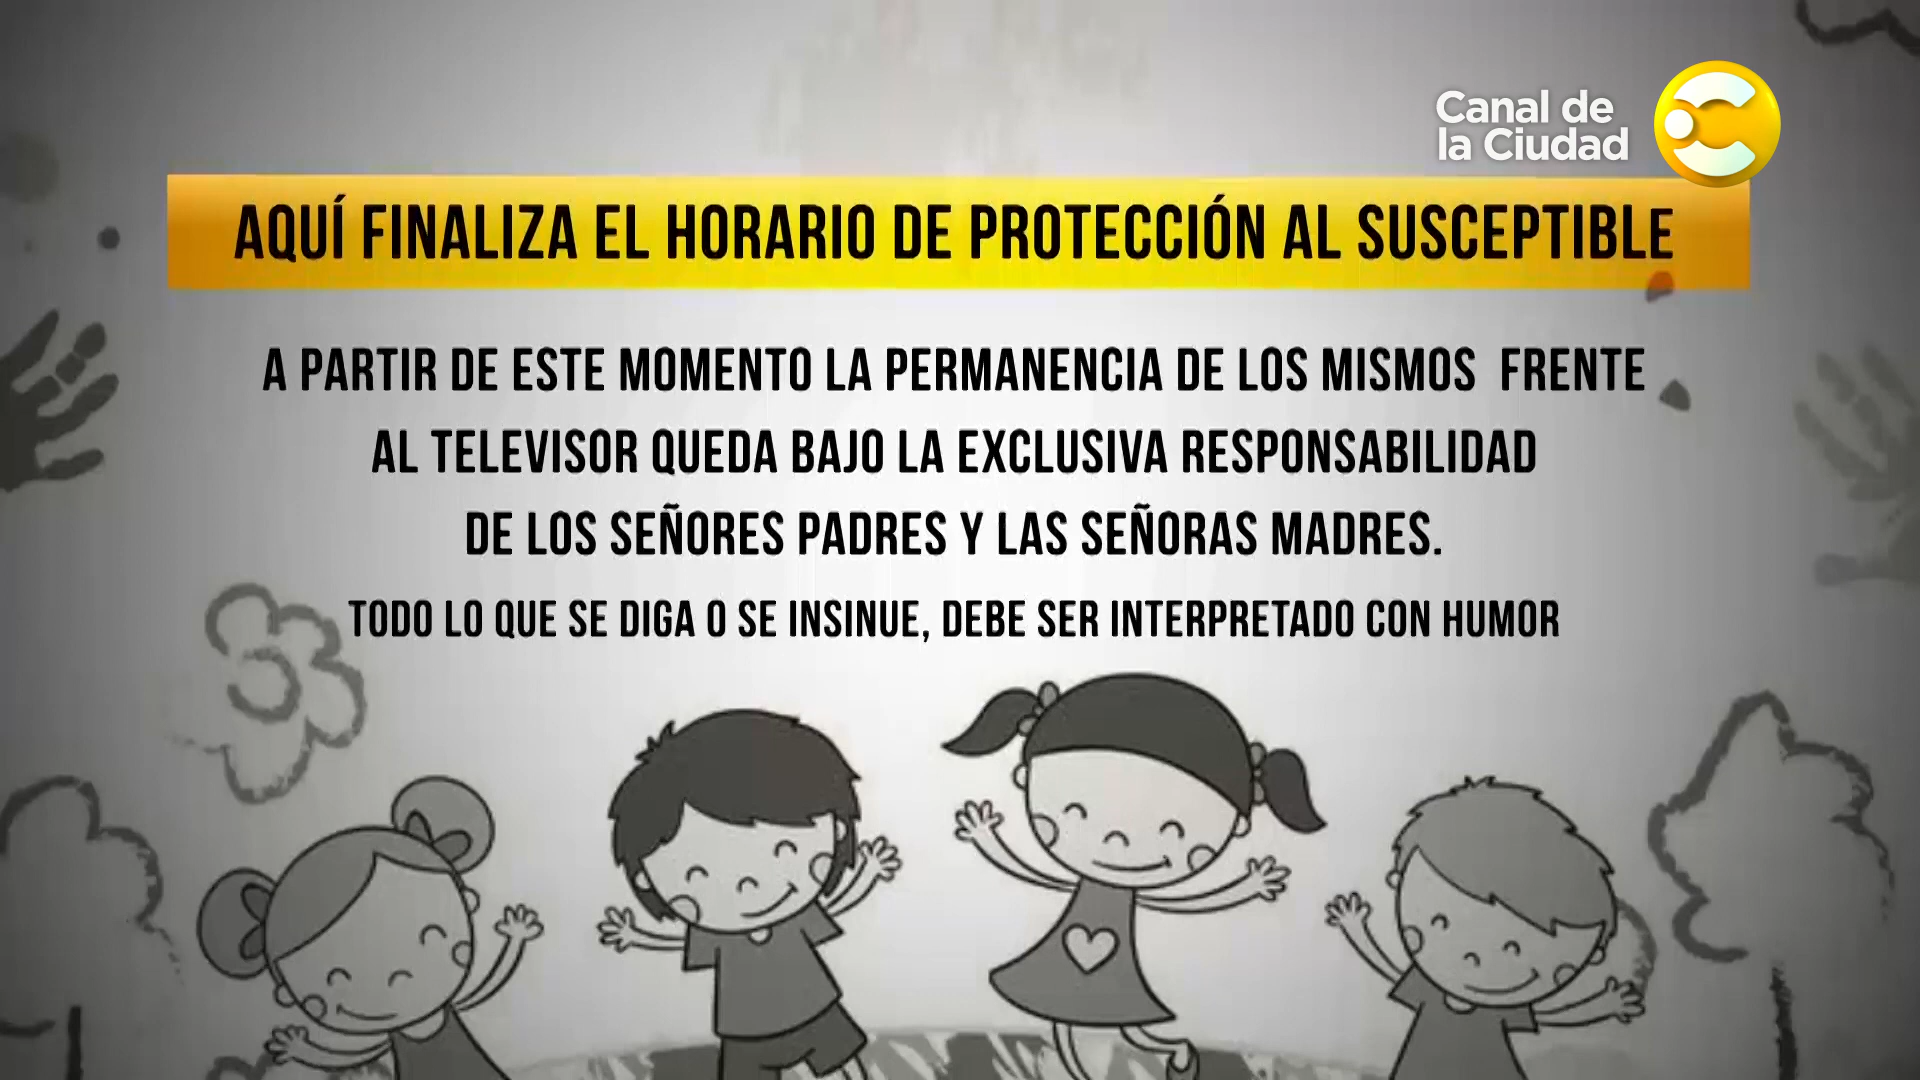 Canal de
la Ciudad
AQUÍ FINALIZA EL HORARIO DE PROTECCIÓN AL SUSCEPTIBLE
A PARTIR DE ESTE MOMENTO LA PERMANENCIA DE LOS MISMOS FRENTE
AL TELEVISOR QUEDA BAJO LA EXCLUSIVA RESPONSABILIDAD
DE LOS SEÑORES PADRES Y LAS SEÑORAS MADRES.
TODO LO QUE SE DIGA O SE INSINUE, DEBE SER INTERPRETADO CON HUMOR